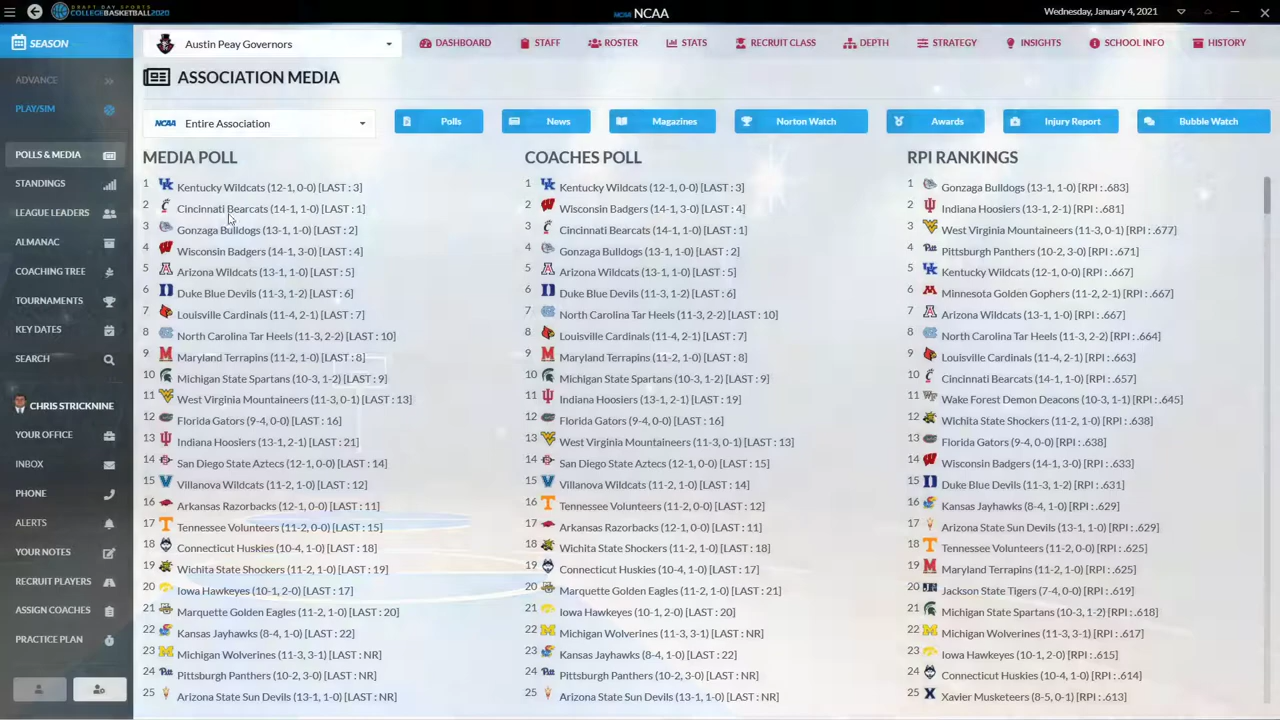 DRAFT DAY SPORTS
COLLEGEBASKETBALL2020
NCAA NCAA
Wednesday, January 4, 2021
SEASON
Austin Peay Governors
DASHBOARD STAFF ROSTER STATS RECRUIT CLASS DEPTH STRATEGY INSIGHTS SCHOOL INFO HISTORY
ADVANCE
PLAY/SIM
POLLS & MEDIA
STANDINGS
LEAGUE LEADERS
ALMANAC
COACHING TREE
TOURNAMENTS
KEY DATES
SEARCH
CHRIS STRICKNINE
YOUR OFFICE
INBOX
PHONE
ALERTS
YOUR NOTES
RECRUIT PLAYERS
ASSIGN COACHES
PRACTICE PLAN
ASSOCIATION MEDIA
NCAA Entire Association
Polls News Magazines Norton Watch Awards Injury Report Bubble Watch
MEDIA POLL
1 Kentucky Wildcats (12-1, 0-0) [LAST : 3]
2 Cincinnati Bearcats (14-1, 1-0) [LAST : 1]
3 Gonzaga Bulldogs (13-1, 1-0) [LAST : 2]
4 Wisconsin Badgers (14-1, 3-0) [LAST : 4]
5 Arizona Wildcats (13-1, 1-0) [LAST : 5]
6 Duke Blue Devils (11-3, 1-2) [LAST : 6]
7 Louisville Cardinals (11-4, 2-1) [LAST : 7]
8 North Carolina Tar Heels (11-3, 2-2) [LAST : 10]
9 Maryland Terrapins (11-2, 1-0) [LAST : 8]
10 Michigan State Spartans (10-3, 1-2) [LAST : 9]
11 West Virginia Mountaineers (11-3, 0-1) [LAST : 13]
12 Florida Gators (9-4, 0-0) [LAST : 16]
13 Indiana Hoosiers (13-1, 2-1) [LAST : 21]
14 San Diego State Aztecs (12-1, 0-0) [LAST : 14]
15 Villanova Wildcats (11-2, 1-0) [LAST : 12]
16 Arkansas Razorbacks (12-1, 0-0) [LAST : 11]
17 Tennessee Volunteers (11-2, 0-0) [LAST : 15]
18 Connecticut Huskies (10-4, 1-0) [LAST : 18]
19 Wichita State Shockers (11-2, 1-0) [LAST : 19]
20 Iowa Hawkeyes (10-1, 2-0) [LAST : 17]
21 Marquette Golden Eagles (11-2, 1-0) [LAST : 20]
22 Kansas Jayhawks (8-4, 1-0) [LAST : 22]
23 Michigan Wolverines (11-3, 3-1) [LAST : NR]
24 Pittsburgh Panthers (10-2, 3-0) [LAST : NR]
25 Arizona State Sun Devils (13-1, 1-0) [LAST : NR]
COACHES POLL
1 Kentucky Wildcats (12-1, 0-0) [LAST : 3]
2 Wisconsin Badgers (14-1, 3-0) [LAST : 4]
3 Cincinnati Bearcats (14-1, 1-0) [LAST : 1]
4 Gonzaga Bulldogs (13-1, 1-0) [LAST : 2]
5 Arizona Wildcats (13-1, 1-0) [LAST : 5]
6 Duke Blue Devils (11-3, 1-2) [LAST : 6]
7 North Carolina Tar Heels (11-3, 2-2) [LAST : 10]
8 Louisville Cardinals (11-4, 2-1) [LAST : 7]
9 Maryland Terrapins (11-2, 1-0) [LAST : 8]
10 Michigan State Spartans (10-3, 1-2) [LAST : 9]
11 Indiana Hoosiers (13-1, 2-1) [LAST : 19]
12 Florida Gators (9-4, 0-0) [LAST : 16]
13 West Virginia Mountaineers (11-3, 0-1) [LAST : 13]
14 San Diego State Aztecs (12-1, 0-0) [LAST : 15]
15 Villanova Wildcats (11-2, 1-0) [LAST : 14]
16 Tennessee Volunteers (11-2, 0-0) [LAST : 12]
17 Arkansas Razorbacks (12-1, 0-0) [LAST : 11]
18 Wichita State Shockers (11-2, 1-0) [LAST : 18]
19 Connecticut Huskies (10-4, 1-0) [LAST : 17]
20 Marquette Golden Eagles (11-2, 1-0) [LAST : 21]
21 Iowa Hawkeyes (10-1, 2-0) [LAST : 20]
22 Michigan Wolverines (11-3, 3-1) [LAST : NR]
23 Kansas Jayhawks (8-4, 1-0) [LAST : 22]
24 Pittsburgh Panthers (10-2, 3-0) [LAST : NR]
25 Arizona State Sun Devils (13-1, 1-0) [LAST : NR]
RPI RANKINGS
1 Gonzaga Bulldogs (13-1, 1-0) [RPI : .683]
2 Indiana Hoosiers (13-1, 2-1) [RPI : .681]
3 West Virginia Mountaineers (11-3, 0-1) [RPI : .677]
4 Pittsburgh Panthers (10-2, 3-0) [RPI : .671]
5 Kentucky Wildcats (12-1, 0-0) [RPI : .667]
6 Minnesota Golden Gophers (11-2, 2-1) [RPI : .667]
7 Arizona Wildcats (13-1, 1-0) [RPI : .667]
8 North Carolina Tar Heels (11-3, 2-2) [RPI : .664]
9 Louisville Cardinals (11-4, 2-1) [RPI : .663]
10 Cincinnati Bearcats (14-1, 1-0) [RPI : .657]
11 Wake Forest Demon Deacons (10-3, 1-1) [RPI : .645]
12 Wichita State Shockers (11-2, 1-0) [RPI : .638]
13 Florida Gators (9-4, 0-0) [RPI : .638]
14 Wisconsin Badgers (14-1, 3-0) [RPI : .633]
15 Duke Blue Devils (11-3, 1-2) [RPI : .631]
16 Kansas Jayhawks (8-4, 1-0) [RPI : .629]
17 Arizona State Sun Devils (13-1, 1-0) [RPI : .629]
18 Tennessee Volunteers (11-2, 0-0) [RPI : .625]
19 Maryland Terrapins (11-2, 1-0) [RPI : .625]
20 Jackson State Tigers (7-4, 0-0) [RPI : .619]
21 Michigan State Spartans (10-3, 1-2) [RPI : .618]
22 Michigan Wolverines (11-3, 3-1) [RPI : .617]
23 Iowa Hawkeyes (10-1, 2-0) [RPI : .615]
24 Connecticut Huskies (10-4, 1-0) [RPI : .614]
25 Xavier Musketeers (8-5, 0-1) [RPI : .613]